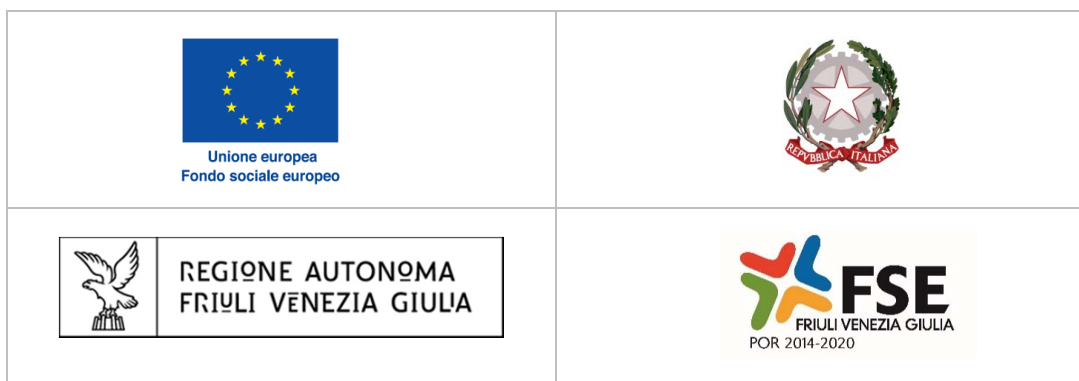 Unione europea
Fondo sociale europeo
REPVBBLICA ITALIANA
REGIONE AUTONOMA
FRIULI VENEZIA GIULIA
FSE
FRIULI VENEZIA GIULIA
POR 2014-2020